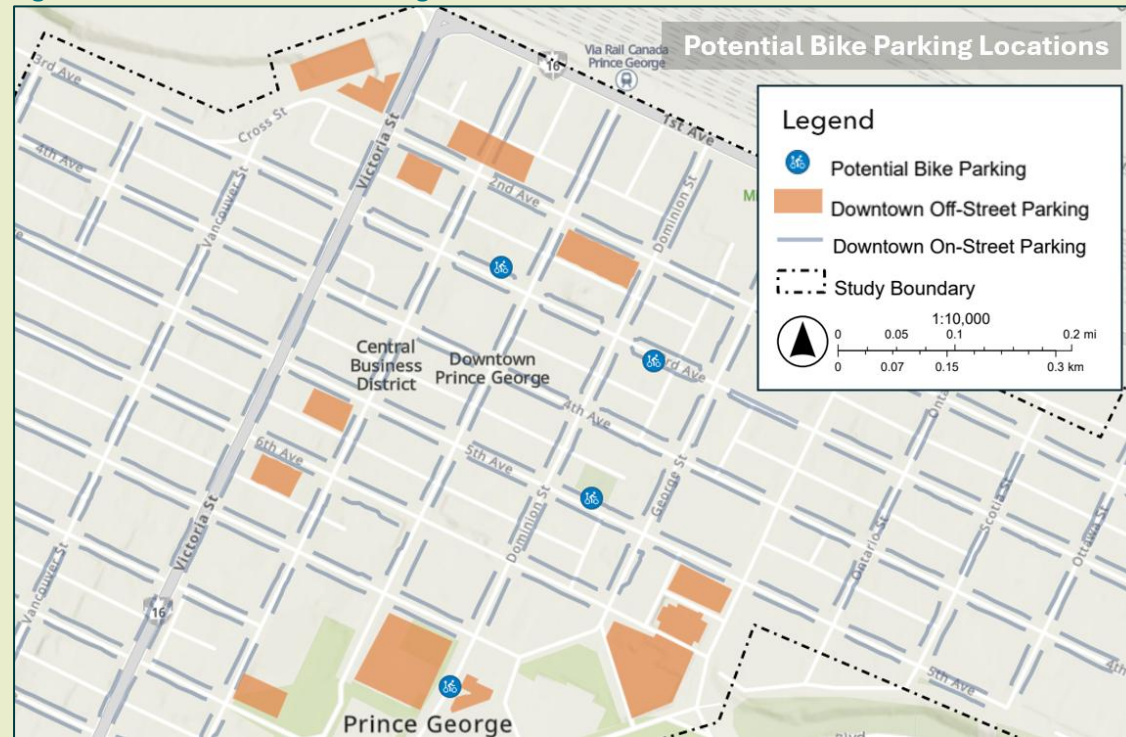 Potential Bike Parking Locations
Via Rail Canada
Prince George
16
1st Ave
3rd Ave
Cross St
4th Ave
Vancouver St
Victoria St
2nd Ave
Dominion St
Legend
Potential Bike Parking
Downtown Off-Street Parking
Downtown On-Street Parking
Study Boundary
1:10,000
0 0.05 0.1 0.2 mi
0 0.07 0.15 0.3 km
Central
Business
District
Downtown
Prince George
4th Ave
6th Ave
5th Ave
George St
Dominion St
Victoria St
Vancouver St
16
Ontario St
Scotia St
Ottawa St
5th Ave
4th
Prince George